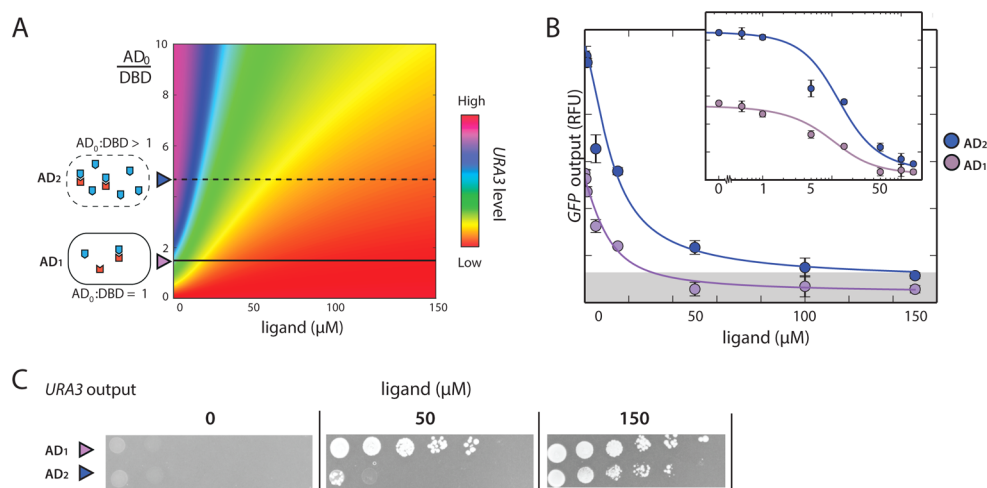 A
AD0
DBD
10
8
6
4
2
0
0
50
100
150
ligand (μM)
AD0:DBD > 1
AD2
AD1
AD0:DBD = 1
High
URA3 level
Low
B
GFP output (RFU)
0
50
100
150
ligand (μM)
0
1
5
50
AD2
AD1
C
URA3 output
ligand (μM)
0
50
150
AD1
AD2